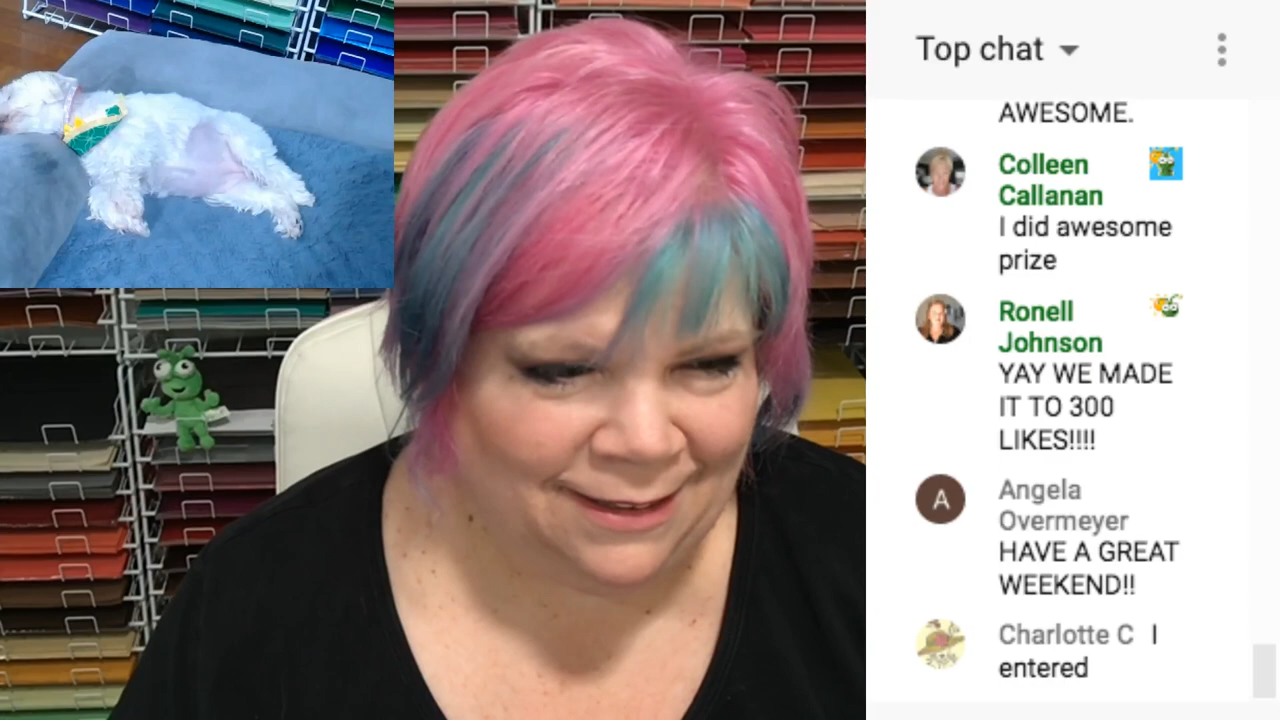 Top chat
AWESOME.
Colleen
Callanan
I did awesome
prize
Ronell
Johnson
YAY WE MADE
IT TO 300
LIKES!!!!
A
Angela
Overmeyer
HAVE A GREAT
WEEKEND!!
Charlotte C I
entered